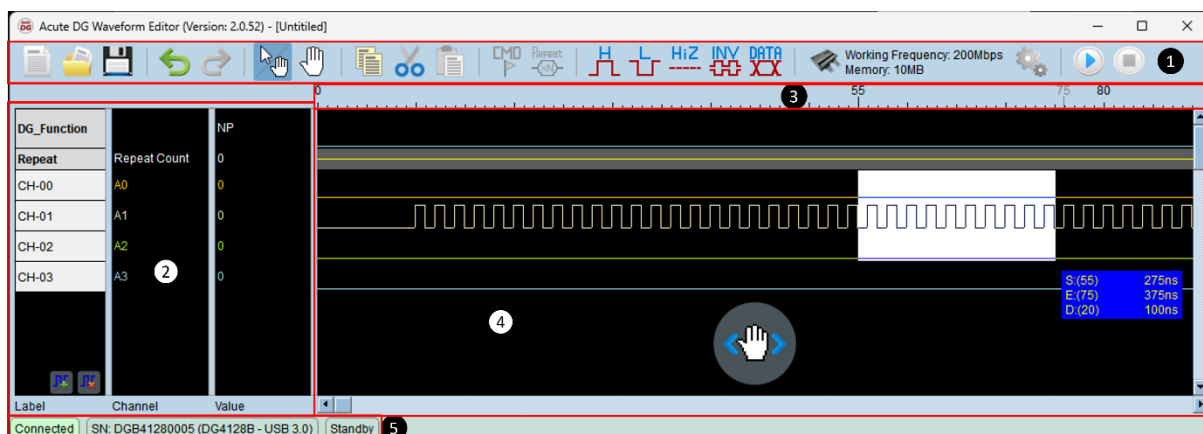 Acute DG Waveform Editor (Version: 2.0.52) - [Untitiled]
CMD Repeat xN H L HiZ INV DATA Working Frequency: 200Mbps
Memory: 10MB
1
0 55 75 80
3
DG_Function NP
Repeat Repeat Count 0
CH-00 A0 0
CH-01 A1 0
CH-02 A2 0
CH-03 A3 0
2
S:(55) 275ns
E:(75) 375ns
D:(20) 100ns
4
Label Channel Value
Connected SN: DGB41280005 (DG4128B - USB 3.0) Standby 5